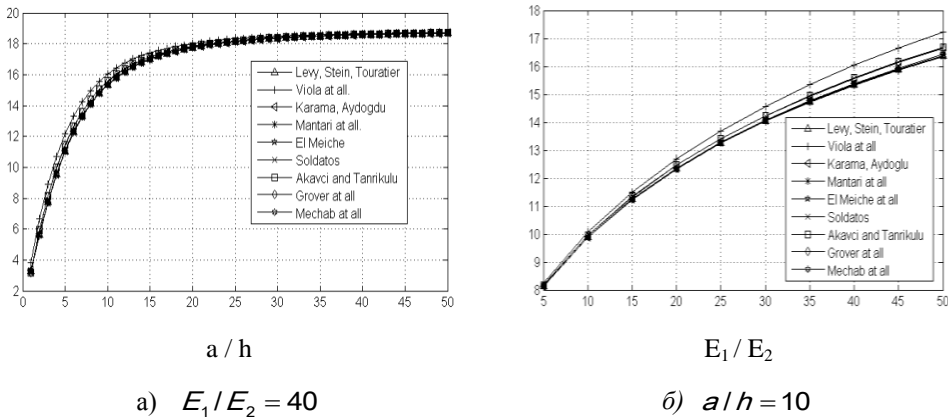 20
18
16
14
12
10
8
6
4
2
0 5 10 15 20 25 30 35 40 45 50
Levy, Stein, Touratier
Viola at all.
Karama, Aydogdu
Mantari at all.
El Meiche
Soldatos
Akavci and Tanrikulu
Grover at all
Mechab at all
a / h
a) E₁/E₂ = 40
18
17
16
15
14
13
12
11
10
9
8
5 10 15 20 25 30 35 40 45 50
Levy, Stein, Touratier
Viola at all
Karama, Aydoglu
Mantari at all
El Meiche at all
Soldatos
Akavci and Tanrikulu
Grover at all
Mechab at all
E₁ / E₂
б) a/h = 10